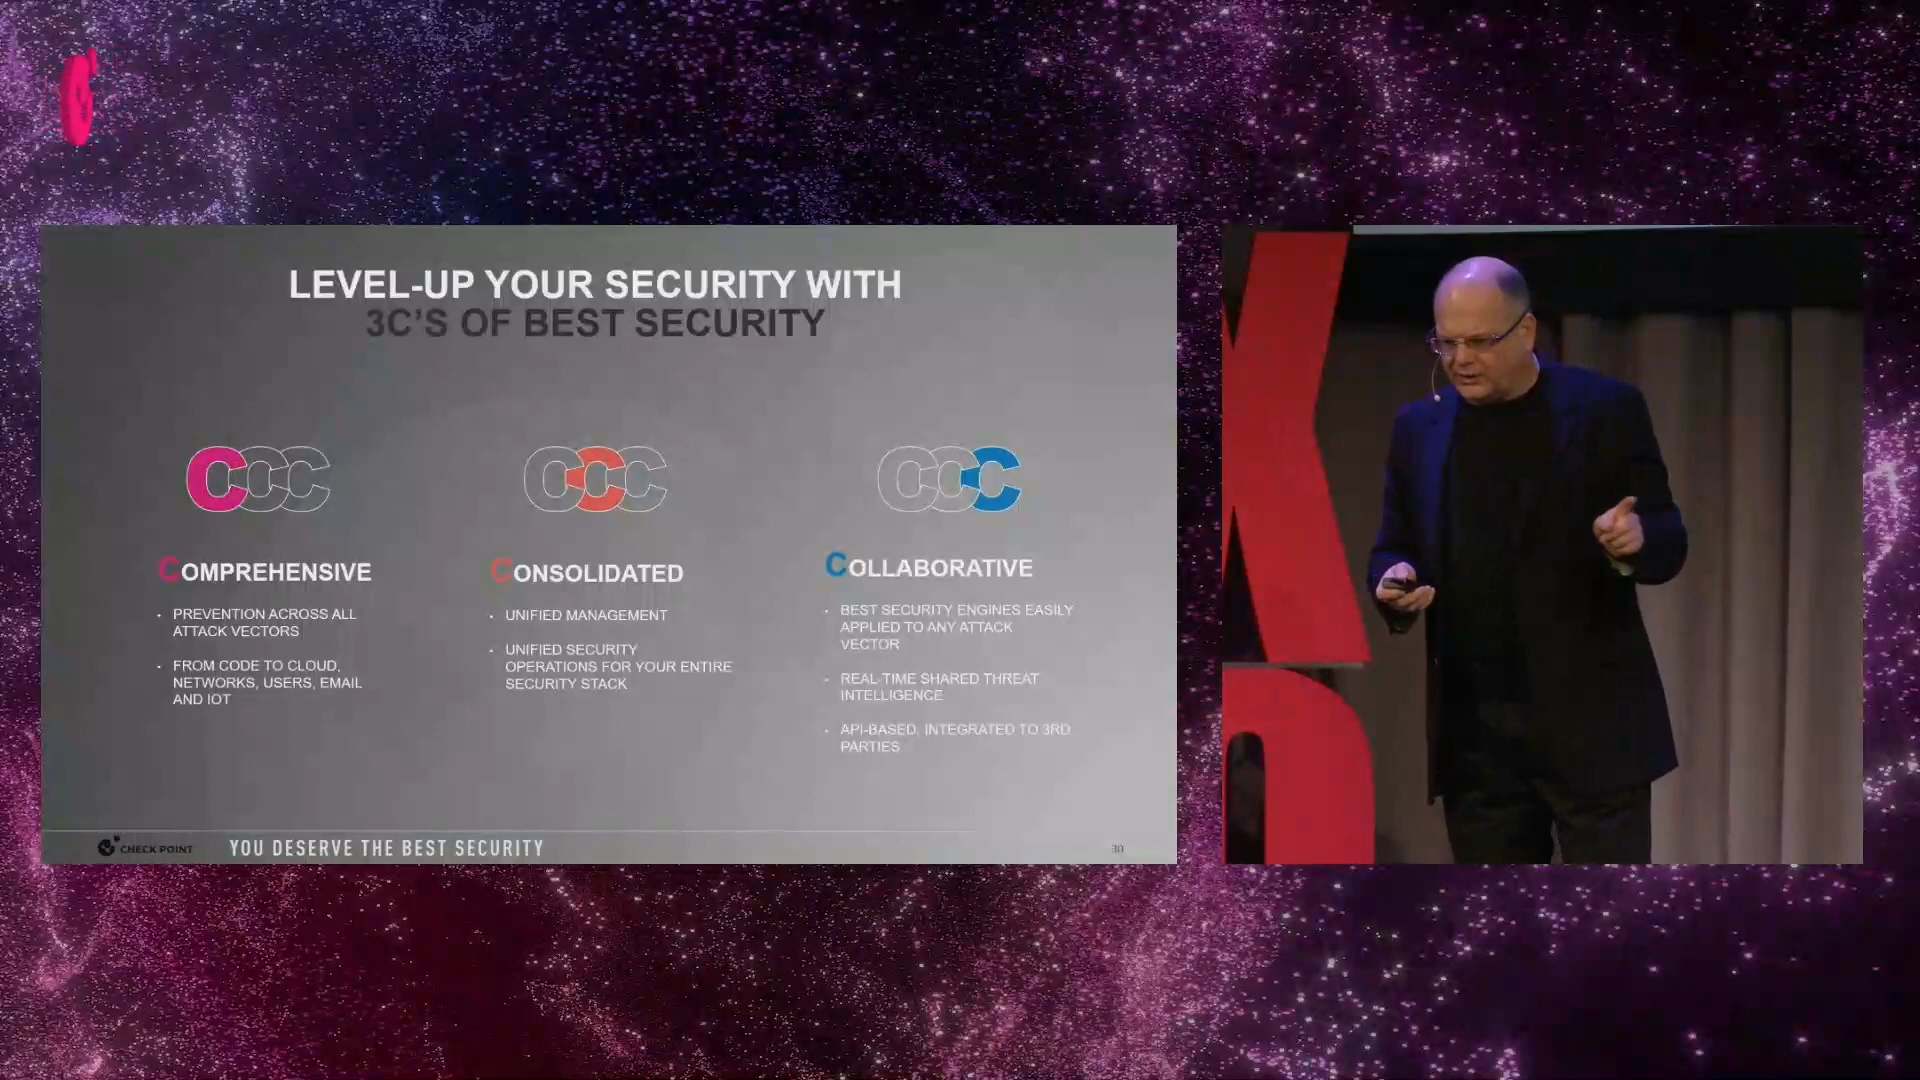 LEVEL-UP YOUR SECURITY WITH
3C'S OF BEST SECURITY
CCC
CCC
CCC
COMPREHENSIVE
· PREVENTION ACROSS ALL
ATTACK VECTORS
· FROM CODE TO CLOUD,
NETWORKS, USERS, EMAIL
AND IOT
CONSOLIDATED
· UNIFIED MANAGEMENT
· UNIFIED SECURITY
OPERATIONS FOR YOUR ENTIRE
SECURITY STACK
COLLABORATIVE
· BEST SECURITY ENGINES EASILY
APPLIED TO ANY ATTACK
VECTOR
· REAL-TIME SHARED THREAT
INTELLIGENCE
· API-BASED, INTEGRATED TO 3RD
PARTIES
CHECK POINT
YOU DESERVE THE BEST SECURITY
30